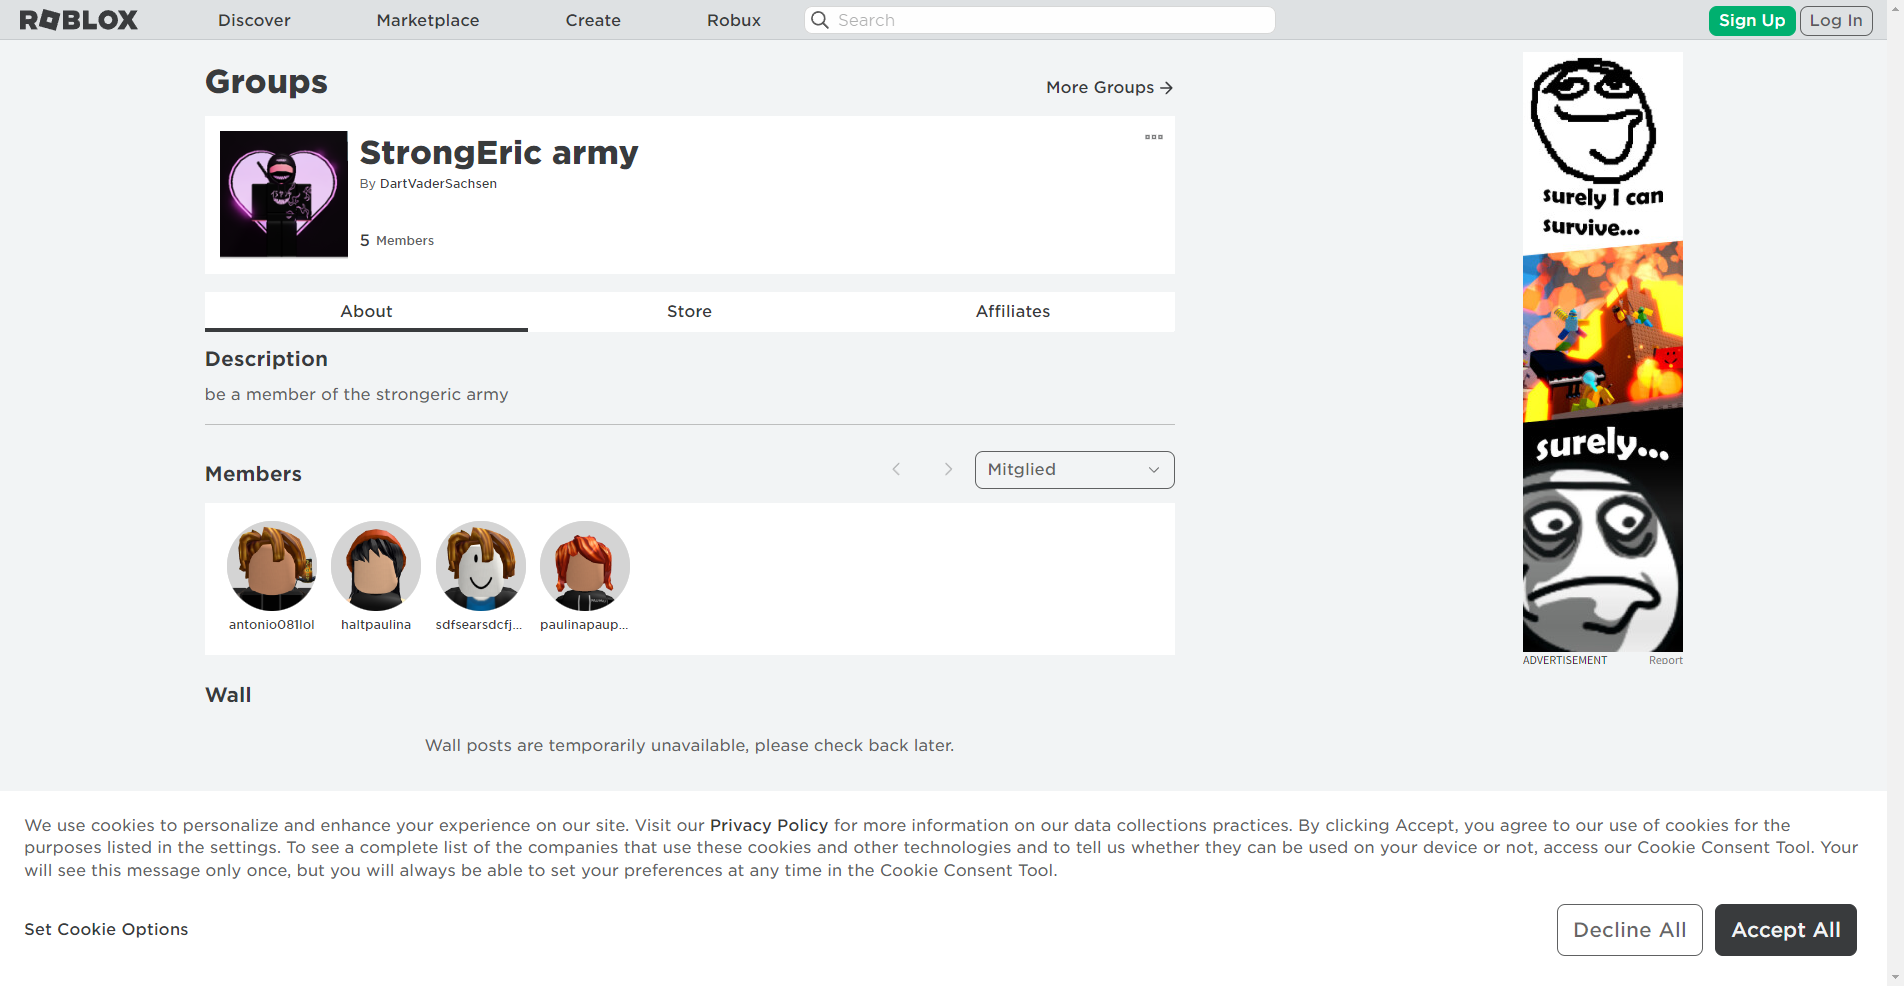 ROBLOX
Discover
Marketplace
Create
Robux
Search
Sign Up
Log In
Groups
More Groups
StrongEric army
By DartVaderSachsen
5 Members
About
Store
Affiliates
Description
be a member of the strongeric army
Members
Mitglied
antonio081lol
haltpaulina
sdfsearsdcfj...
paulinapaup...
Wall
Wall posts are temporarily unavailable, please check back later.
surely I can
survive...
surely...
ADVERTISEMENT
Report
We use cookies to personalize and enhance your experience on our site. Visit our Privacy Policy for more information on our data collections practices. By clicking Accept, you agree to our use of cookies for the
purposes listed in the settings. To see a complete list of the companies that use these cookies and other technologies and to tell us whether they can be used on your device or not, access our Cookie Consent Tool. Your
will see this message only once, but you will always be able to set your preferences at any time in the Cookie Consent Tool.
Set Cookie Options
Decline All
Accept All